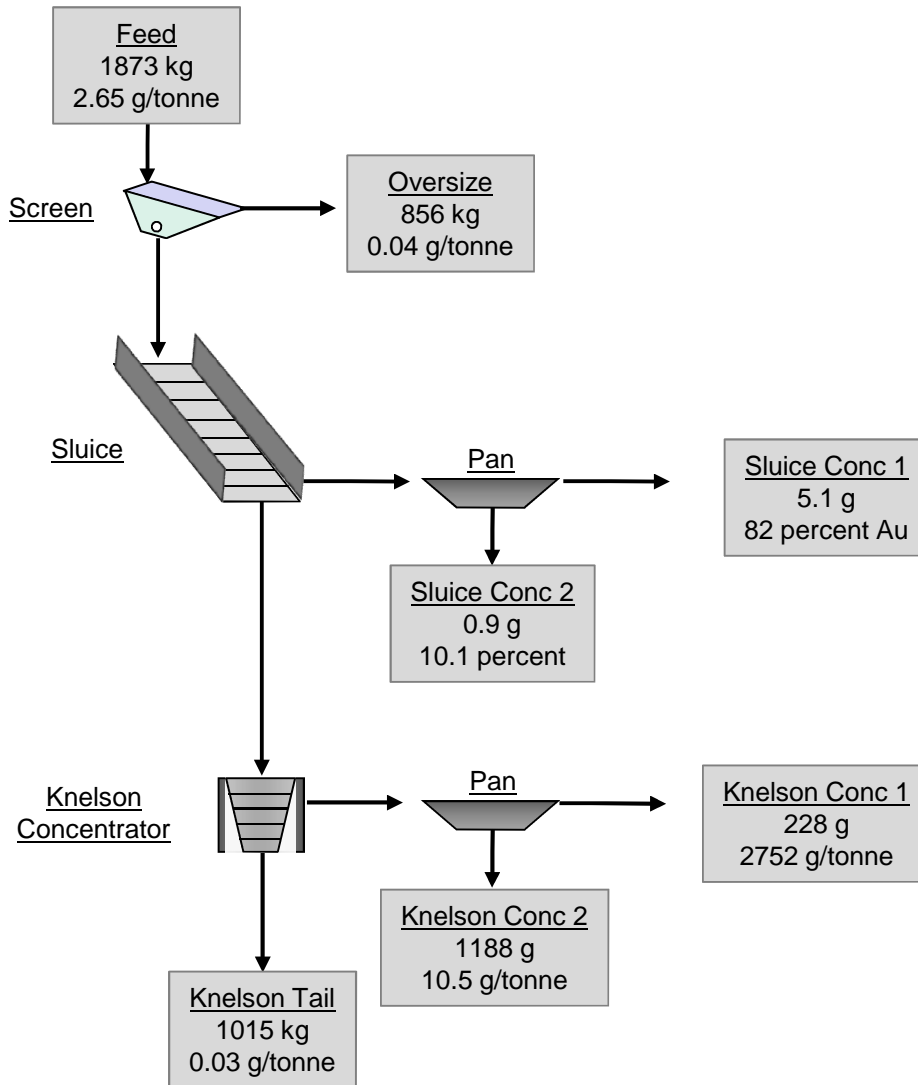 Feed
1873 kg
2.65 g/tonne
Screen
Oversize
856 kg
0.04 g/tonne
Sluice
Pan
Sluice Conc 1
5.1 g
82 percent Au
Sluice Conc 2
0.9 g
10.1 percent
Knelson
Concentrator
Pan
Knelson Conc 1
228 g
2752 g/tonne
Knelson Conc 2
1188 g
10.5 g/tonne
Knelson Tail
1015 kg
0.03 g/tonne